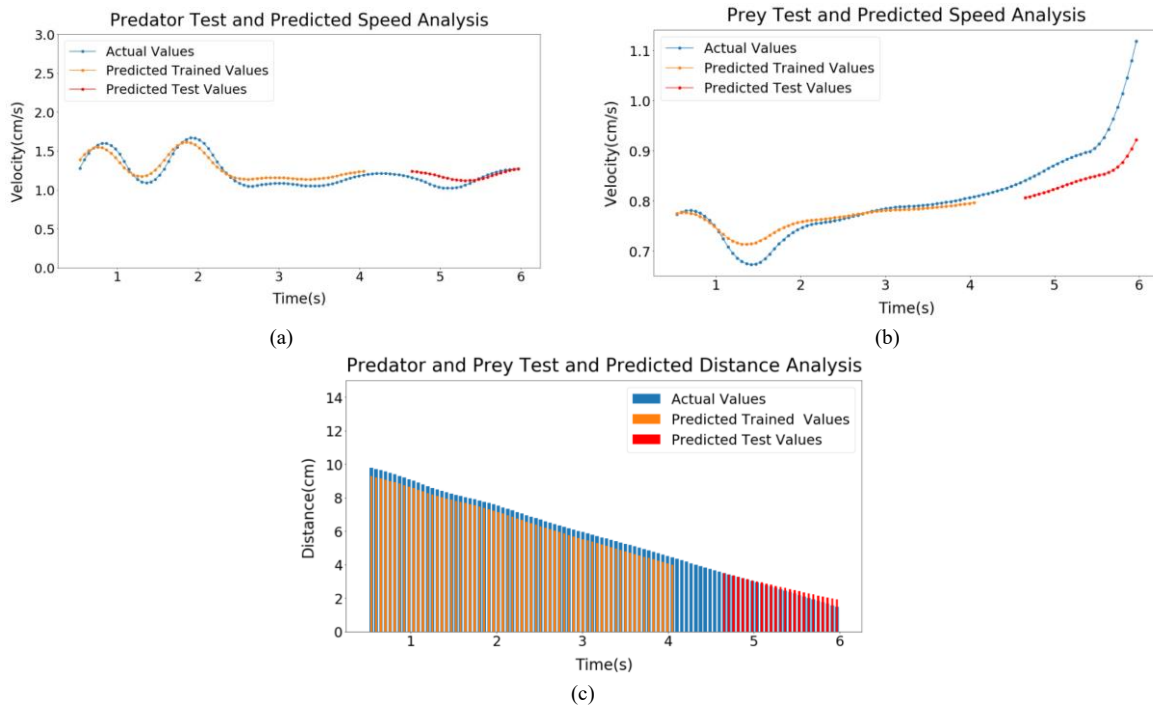 Predator Test and Predicted Speed Analysis
3.0
2.5
2.0
1.5
1.0
0.5
0.0
Velocity(cm/s)
Actual Values
Predicted Trained Values
Predicted Test Values
1 2 3 4 5 6
Time(s)
(a)
Prey Test and Predicted Speed Analysis
1.1
1.0
0.9
0.8
0.7
Velocity(cm/s)
Actual Values
Predicted Trained Values
Predicted Test Values
1 2 3 4 5 6
Time(s)
(b)
Predator and Prey Test and Predicted Distance Analysis
14
12
10
8
6
4
2
0
Distance(cm)
Actual Values
Predicted Trained Values
Predicted Test Values
1 2 3 4 5 6
Time(s)
(c)